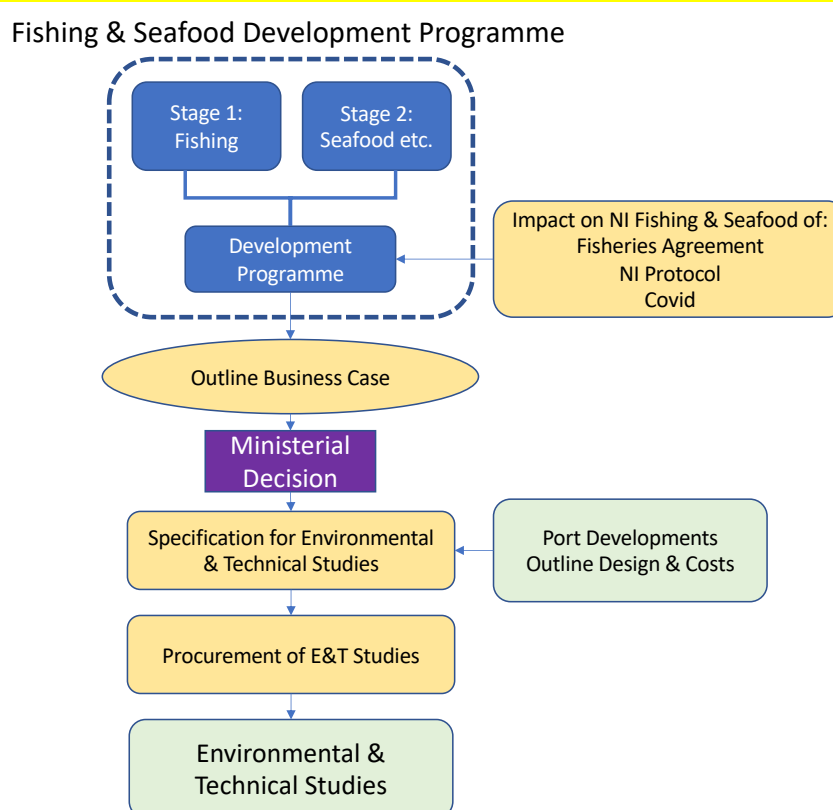 Fishing & Seafood Development Programme
Stage 1:
Fishing
Stage 2:
Seafood etc.
Development
Programme
Impact on NI Fishing & Seafood of:
Fisheries Agreement
NI Protocol
Covid
Outline Business Case
Ministerial
Decision
Specification for Environmental
& Technical Studies
Port Developments
Outline Design & Costs
Procurement of E&T Studies
Environmental &
Technical Studies